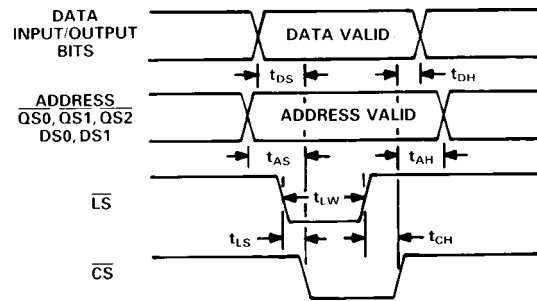 DATA
INPUT/OUTPUT
BITS
DATA VALID
tDS
tDH
ADDRESS
QS0, QS1, QS2
DS0, DS1
ADDRESS VALID
tAS
tAH
LS
tLW
tLS
tCH
CS